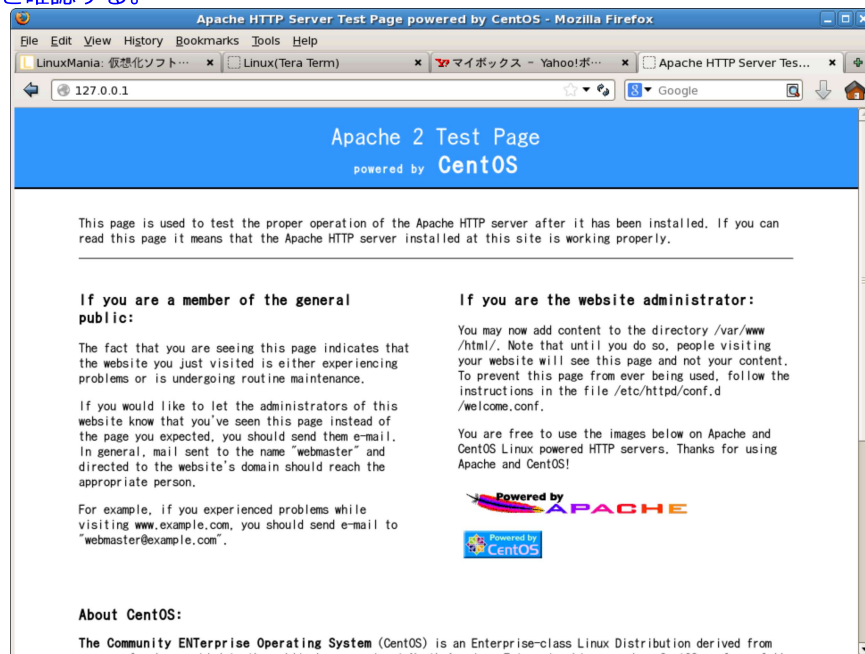 を確認する。
Apache HTTP Server Test Page powered by CentOS - Mozilla Firefox
File Edit View History Bookmarks Tools Help
LinuxMania: 仮想化ソフト… Linux(Tera Term) マイボックス - Yahoo!ボ… Apache HTTP Server Tes...
127.0.0.1 Google
Apache 2 Test Page
powered by CentOS
This page is used to test the proper operation of the Apache HTTP server after it has been installed. If you can
read this page it means that the Apache HTTP server installed at this site is working properly.
If you are a member of the general
public:
The fact that you are seeing this page indicates that
the website you just visited is either experiencing
problems or is undergoing routine maintenance.
If you would like to let the administrators of this
website know that you've seen this page instead of
the page you expected, you should send them e-mail.
In general, mail sent to the name "webmaster" and
directed to the website's domain should reach the
appropriate person.
For example, if you experienced problems while
visiting www.example.com, you should send e-mail to
"webmaster@example.com".
If you are the website administrator:
You may now add content to the directory /var/www
/html/. Note that until you do so, people visiting
your website will see this page and not your content.
To prevent this page from ever being used, follow the
instructions in the file /etc/httpd/conf.d
/welcome.conf.
You are free to use the images below on Apache and
CentOS Linux powered HTTP servers. Thanks for using
Apache and CentOS!
Powered by
APACHE
Powered by
CentOS
About CentOS:
The Community ENTerprise Operating System (CentOS) is an Enterprise-class Linux Distribution derived from